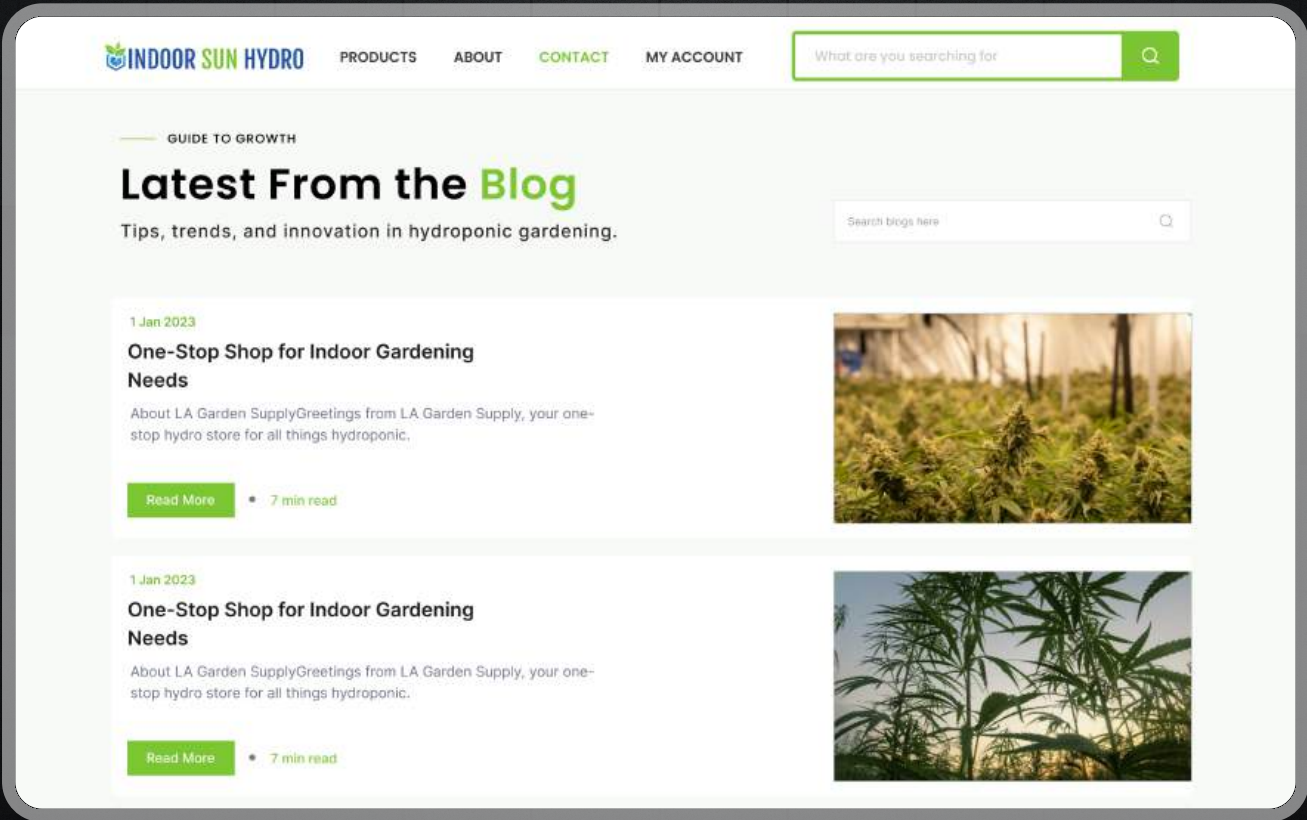 INDOOR SUN HYDRO PRODUCTS ABOUT CONTACT MY ACCOUNT What are you searching for
GUIDE TO GROWTH
Latest From the Blog
Tips, trends, and innovation in hydroponic gardening.
Search blogs here
1 Jan 2023
One-Stop Shop for Indoor Gardening
Needs
About LA Garden SupplyGreetings from LA Garden Supply, your one-
stop hydro store for all things hydroponic.
Read More • 7 min read
1 Jan 2023
One-Stop Shop for Indoor Gardening
Needs
About LA Garden SupplyGreetings from LA Garden Supply, your one-
stop hydro store for all things hydroponic.
Read More • 7 min read